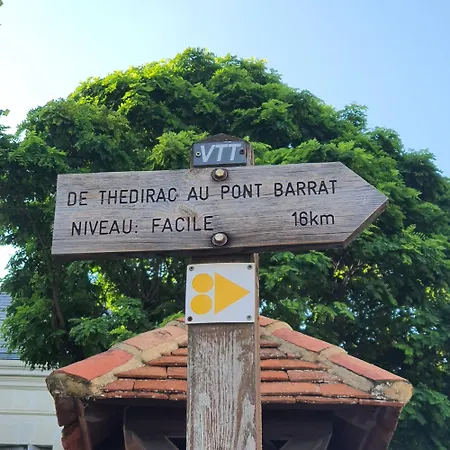 VTT
DE THEDIRAC AU PONT BARRAT
NIVEAU: FACILE 16km